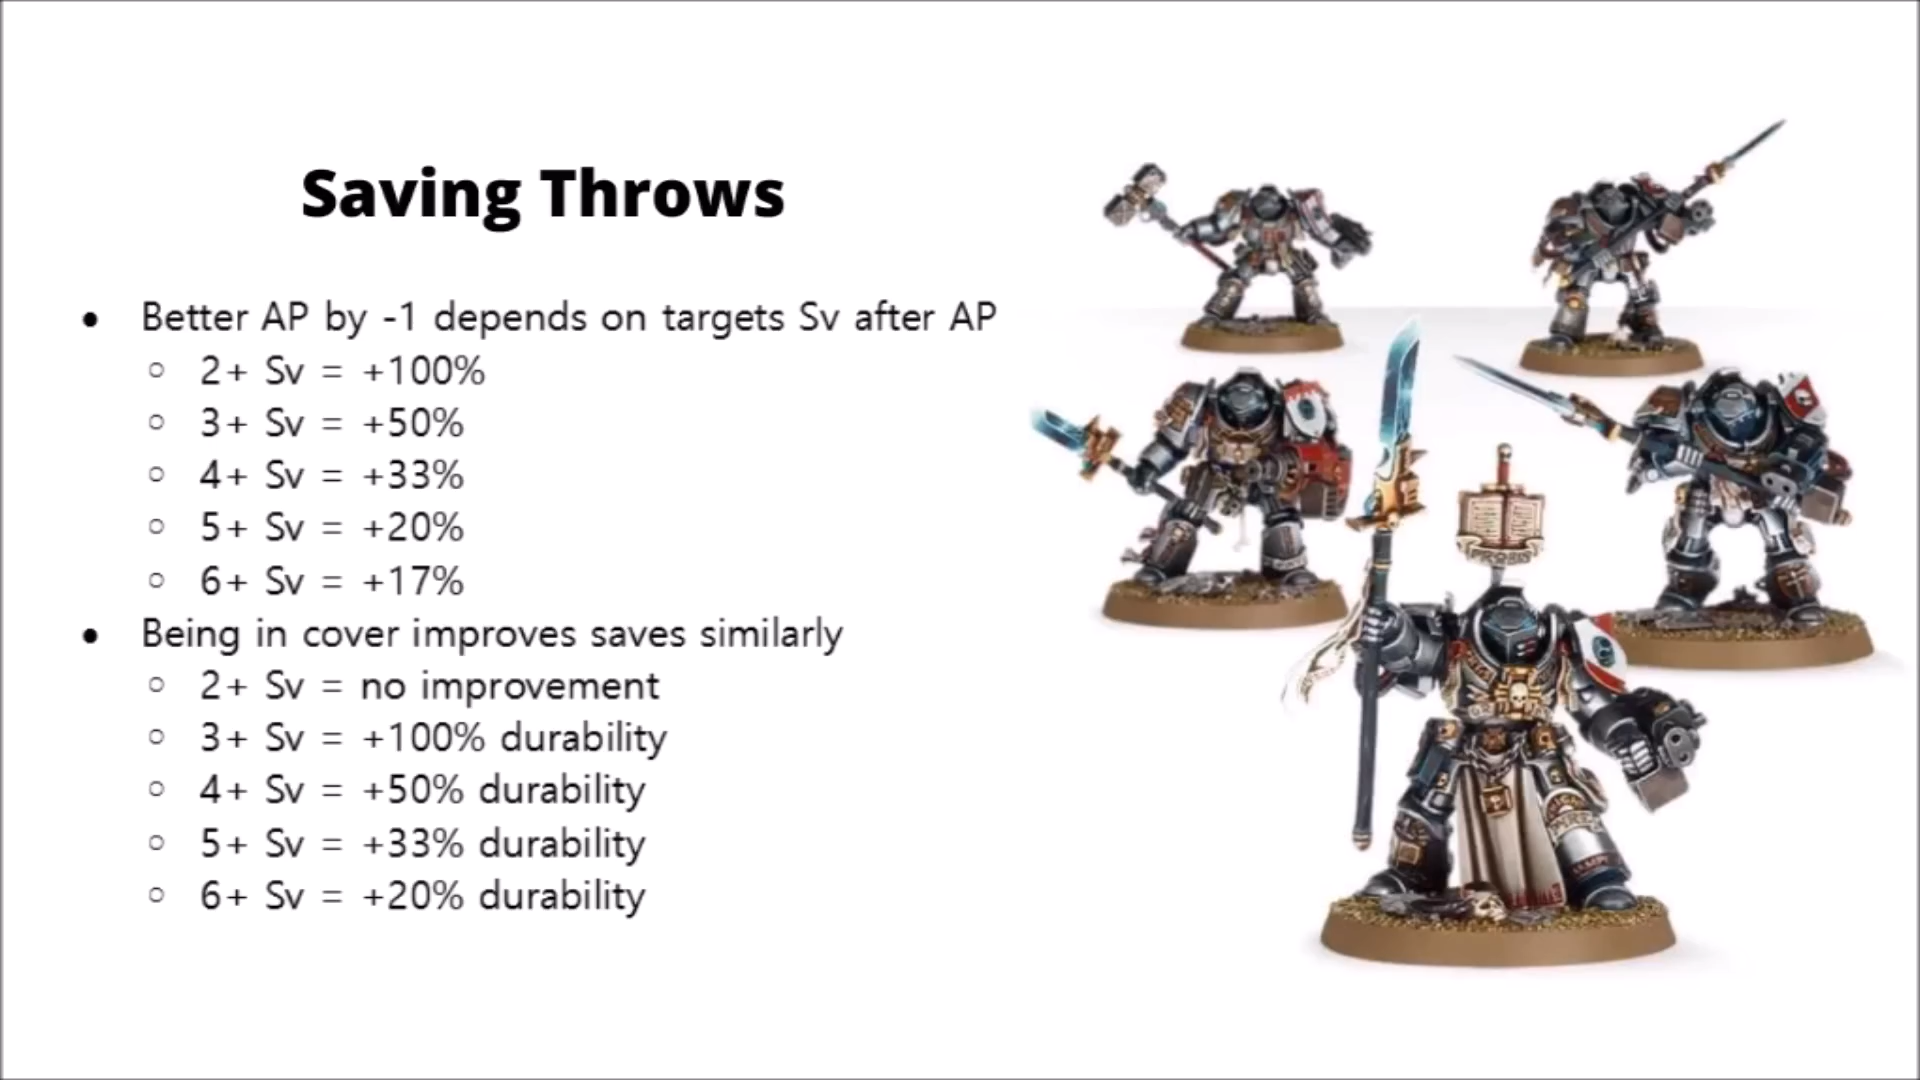 Saving Throws
• Better AP by -1 depends on targets Sv after AP
○ 2+ Sv = +100%
○ 3+ Sv = +50%
○ 4+ Sv = +33%
○ 5+ Sv = +20%
○ 6+ Sv = +17%
• Being in cover improves saves similarly
○ 2+ Sv = no improvement
○ 3+ Sv = +100% durability
○ 4+ Sv = +50% durability
○ 5+ Sv = +33% durability
○ 6+ Sv = +20% durability